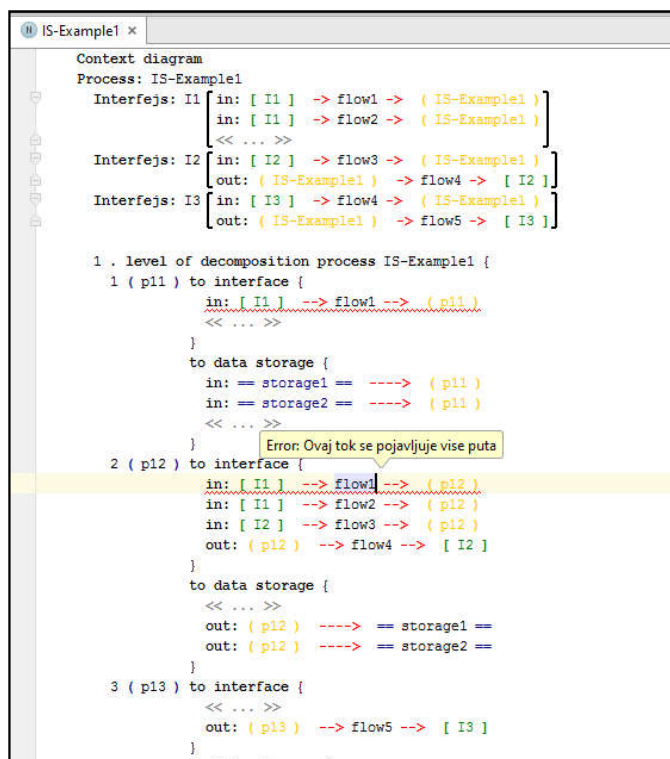 N IS-Example1 ×
Context diagram
Process: IS-Example1
Interfejs: I1 in: [ I1 ] -> flow1 -> ( IS-Example1 )
in: [ I1 ] -> flow2 -> ( IS-Example1 )
<< ... >>
Interfejs: I2 in: [ I2 ] -> flow3 -> ( IS-Example1 )
out: ( IS-Example1 ) -> flow4 -> [ I2 ]
Interfejs: I3 in: [ I3 ] -> flow4 -> ( IS-Example1 )
out: ( IS-Example1 ) -> flow5 -> [ I3 ]
1 . level of decomposition process IS-Example1 {
1 ( p11 ) to interface {
in: [ I1 ] --> flow1 --> ( p11 )
<< ... >>
}
to data storage {
in: == storage1 == ----> ( p11 )
in: == storage2 == ----> ( p11 )
<< ... >>
}
Error: Ovaj tok se pojavljuje vise puta
2 ( p12 ) to interface {
in: [ I1 ] --> flow1 --> ( p12 )
in: [ I1 ] --> flow2 --> ( p12 )
in: [ I2 ] --> flow3 --> ( p12 )
out: ( p12 ) --> flow4 --> [ I2 ]
}
to data storage {
<< ... >>
out: ( p12 ) ----> == storage1 ==
out: ( p12 ) ----> == storage2 ==
}
3 ( p13 ) to interface {
<< ... >>
out: ( p13 ) --> flow5 --> [ I3 ]
}